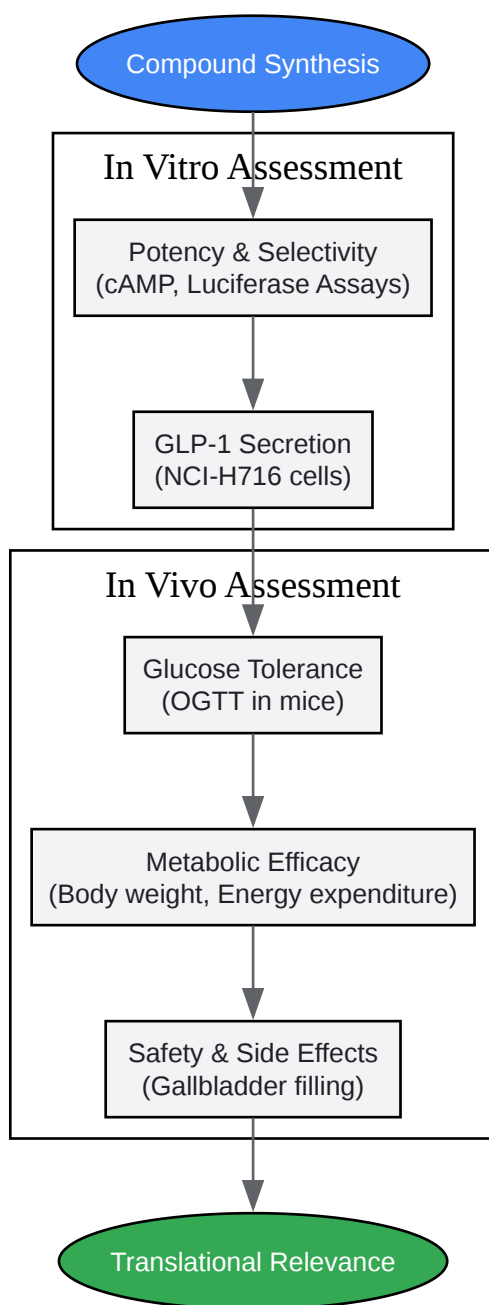 Compound Synthesis
In Vitro Assessment
Potency & Selectivity
(cAMP, Luciferase Assays)
GLP-1 Secretion
(NCI-H716 cells)
In Vivo Assessment
Glucose Tolerance
(OGTT in mice)
Metabolic Efficacy
(Body weight, Energy expenditure)
Safety & Side Effects
(Gallbladder filling)
Translational Relevance